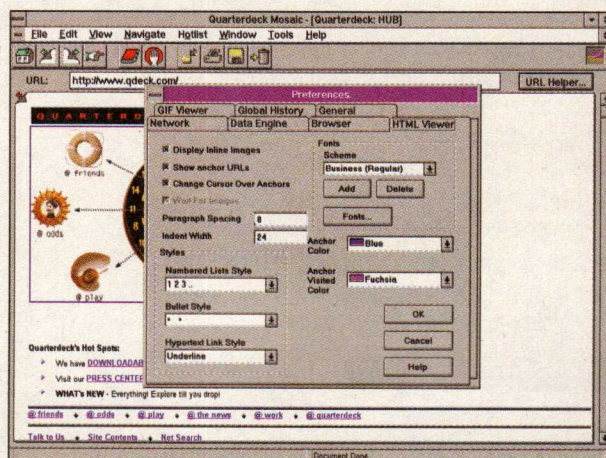 Quarterdeck Mosaic - [Quarterdeck: HUB]
File Edit View Navigate Hotlist Window Tools Help
URL: http://www.qdeck.com/ URL Helper...
QUARTERD
@ friends
@ odds
@ play
14
Preferences
GIF Viewer Global History General
Network Data Engine Browser HTML Viewer
Display Inline Images
Show anchor URLs
Change Cursor Over Anchors
Wait For Images
Paragraph Spacing 8
Indent Width 24
Styles
Numbered Lists Style
1 2 3 ..
Bullet Style
Hypertext Link Style
Underline
Fonts
Scheme
Business (Regular)
Add Delete
Fonts...
Anchor Color Blue
Anchor Visited Color Fuchsia
OK
Cancel
Help
Quarterdeck's Hot Spots:
We have DOWNLOADAB
Visit our PRESS CENTER
WHAT's NEW - Everything! Explore till you drop!
@ friends @ odds @ play @ the news @ work @ quarterdeck
Talk to Us Site Contents Net Search
Document Done